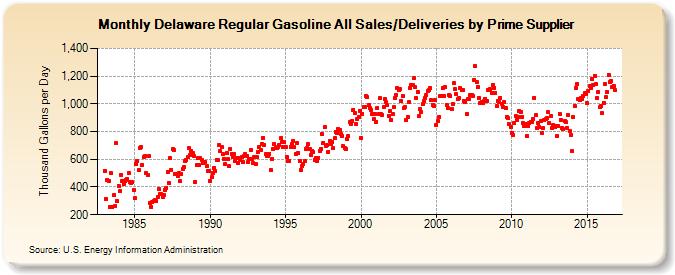 Monthly Delaware Regular Gasoline All Sales/Deliveries by Prime Supplier
Thousand Gallons per Day
1,400
1,200
1,000
800
600
400
200
1985 1990 1995 2000 2005 2010 2015
Source: U.S. Energy Information Administration